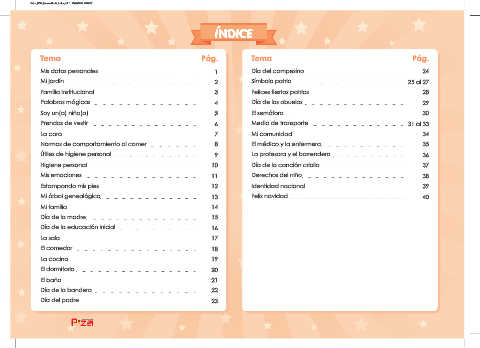 ÍNDICE
Tema Pág.
Mis datos personales 1
Mi jardín 2
Familia institucional 3
Palabras mágicas 4
Soy un(a) niño(a) 5
Prendas de vestir 6
La cara 7
Normas de comportamiento al comer 8
Útiles de higiene personal 9
Higiene personal 10
Mis emociones 11
Estampando mis pies 12
Mi árbol genealógico 13
Mi familia 14
Día de la madre 15
Día de la educación inicial 16
La sala 17
El comedor 18
La cocina 19
El dormitorio 20
El baño 21
Día de la bandera 22
Día del padre 23
Tema Pág.
Día del campesino 24
Símbolo patrio 25 al 27
Felices fiestas patrias 28
Día de los abuelos 29
El semáforo 30
Medio de transporte 31 al 33
Mi comunidad 34
El médico y la enfermera 35
La profesora y el barrendero 36
Día de la canción criolla 37
Derechos del niño 38
Identidad nacional 39
Feliz navidad 40